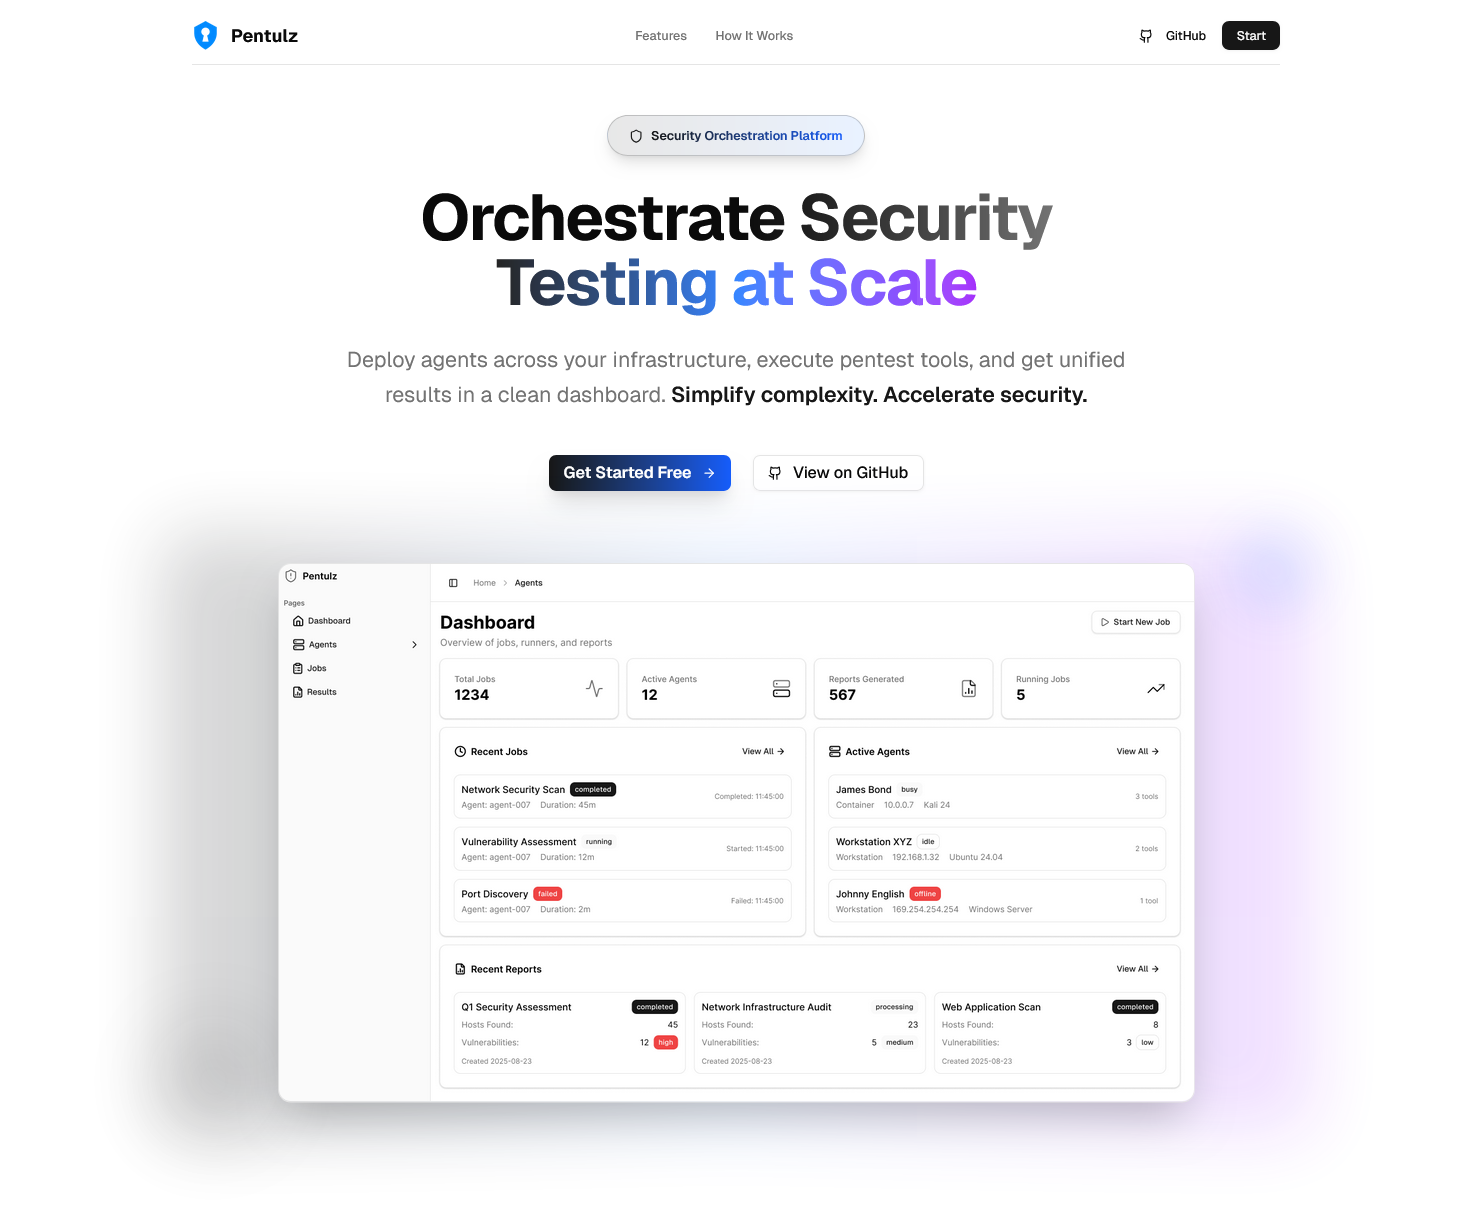 Pentulz
Features
How It Works
GitHub
Start
Security Orchestration Platform
Orchestrate Security
Testing at Scale
Deploy agents across your infrastructure, execute pentest tools, and get unified
results in a clean dashboard. Simplify complexity. Accelerate security.
Get Started Free
View on GitHub
Pentulz
Pages
Dashboard
Agents
Jobs
Results
Home
Agents
Dashboard
Overview of jobs, runners, and reports
Start New Job
Total Jobs
1234
Active Agents
12
Reports Generated
567
Running Jobs
5
Recent Jobs
View All
Network Security Scan completed
Agent: agent-007 Duration: 45m
Completed: 11:45:00
Vulnerability Assessment running
Agent: agent-007 Duration: 12m
Started: 11:45:00
Port Discovery failed
Agent: agent-007 Duration: 2m
Failed: 11:45:00
Active Agents
View All
James Bond busy
Container 10.0.0.7 Kali 24
3 tools
Workstation XYZ idle
Workstation 192.168.1.32 Ubuntu 24.04
2 tools
Johnny English offline
Workstation 169.254.254.254 Windows Server
1 tool
Recent Reports
View All
Q1 Security Assessment completed
Hosts Found: 45
Vulnerabilities: 12 high
Created 2025-08-23
Network Infrastructure Audit processing
Hosts Found: 23
Vulnerabilities: 5 medium
Created 2025-08-23
Web Application Scan completed
Hosts Found: 8
Vulnerabilities: 3 low
Created 2025-08-23